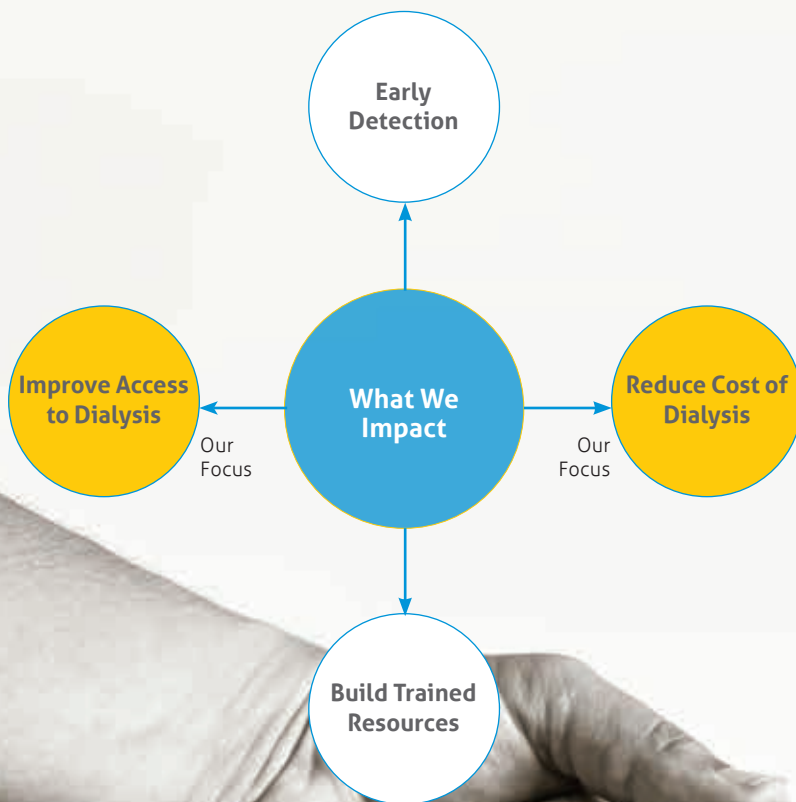 Early
Detection
Improve Access
to Dialysis
Our
Focus
What We
Impact
Our
Focus
Reduce Cost of
Dialysis
Build Trained
Resources